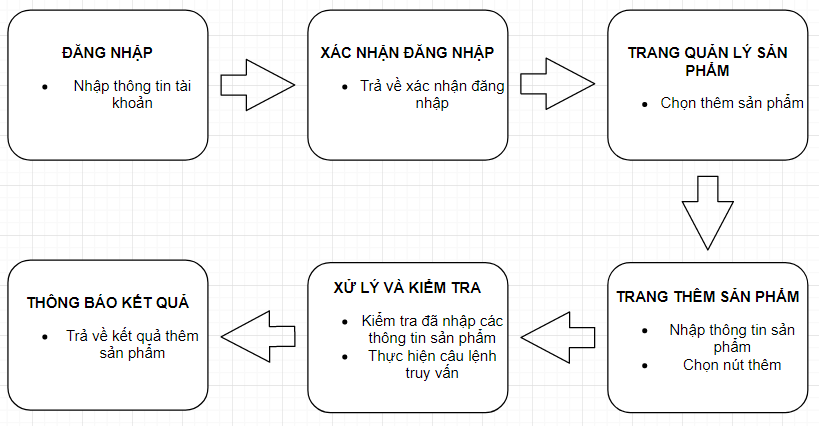 ĐĂNG NHẬP
• Nhập thông tin tài
khoản
XÁC NHẬN ĐĂNG NHẬP
• Trả về xác nhận đăng
nhập
TRANG QUẢN LÝ SẢN
PHẨM
• Chọn thêm sản phẩm
TRANG THÊM SẢN PHẨM
• Nhập thông tin sản
phẩm
• Chọn nút thêm
XỬ LÝ VÀ KIỂM TRA
• Kiểm tra đã nhập các
thông tin sản phẩm
• Thực hiện câu lệnh
truy vấn
THÔNG BÁO KẾT QUẢ
• Trả về kết quả thêm
sản phẩm